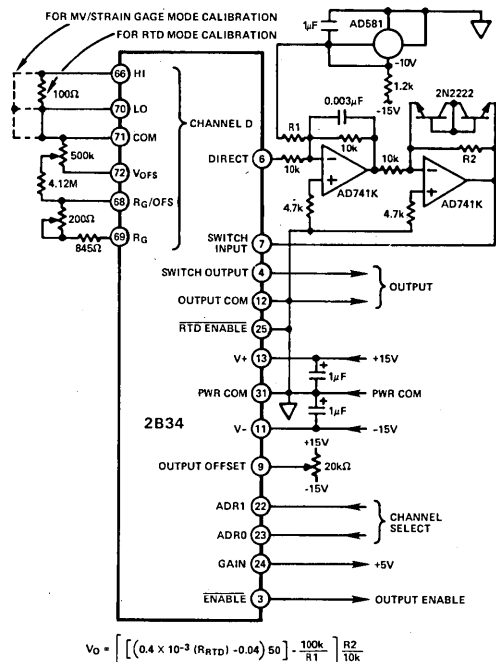 FOR MV/STRAIN GAGE MODE CALIBRATION
FOR RTD MODE CALIBRATION
1μF
AD581
-10V
1.2k
-15V
2N2222
0.003μF
R1
10k
10k
10k
R2
4.7k
AD741K
4.7k
AD741K
66 HI
100Ω
70 LO
71 COM
500k
72 VOFS
4.12M
68 RG/OFS
200Ω
69 RG
845Ω
CHANNEL D
DIRECT 6
SWITCH INPUT 7
SWITCH OUTPUT 4
OUTPUT COM 12
OUTPUT
RTD ENABLE 25
V+ 13
+15V
1μF
PWR COM 31
PWR COM
1μF
2B34
V- 11
-15V
+15V
OUTPUT OFFSET 9
20kΩ
-15V
ADR1 22
ADR0 23
CHANNEL SELECT
GAIN 24
+5V
ENABLE 3
OUTPUT ENABLE
VO = [ [ ((0.4 X 10-3 (RRTD) -0.04) 50 ] - 100k/R1 ] R2/10k